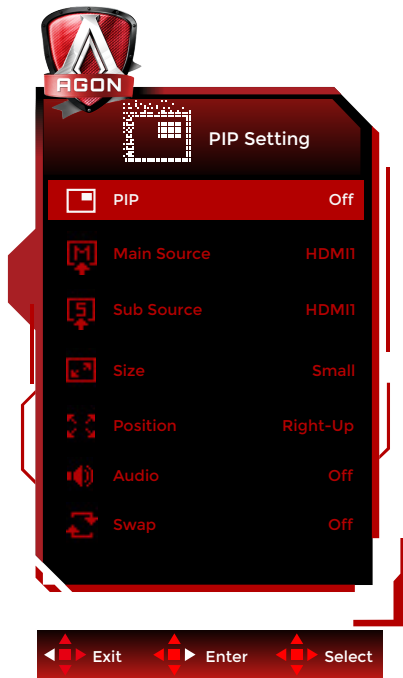 AGON
PIP Setting
PIP Off
Main Source HDMI1
Sub Source HDMI1
Size Small
Position Right-Up
Audio Off
Swap Off
Exit Enter Select